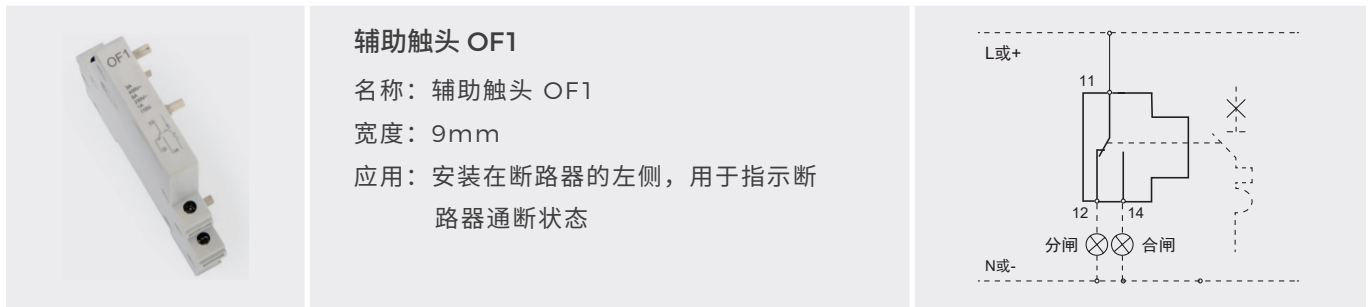 OF1
辅助触头 OF1
名称：辅助触头 OF1
宽度：9mm
应用：安装在断路器的左侧，用于指示断
路器通断状态
L或+
11
12
14
分闸
合闸
N或-